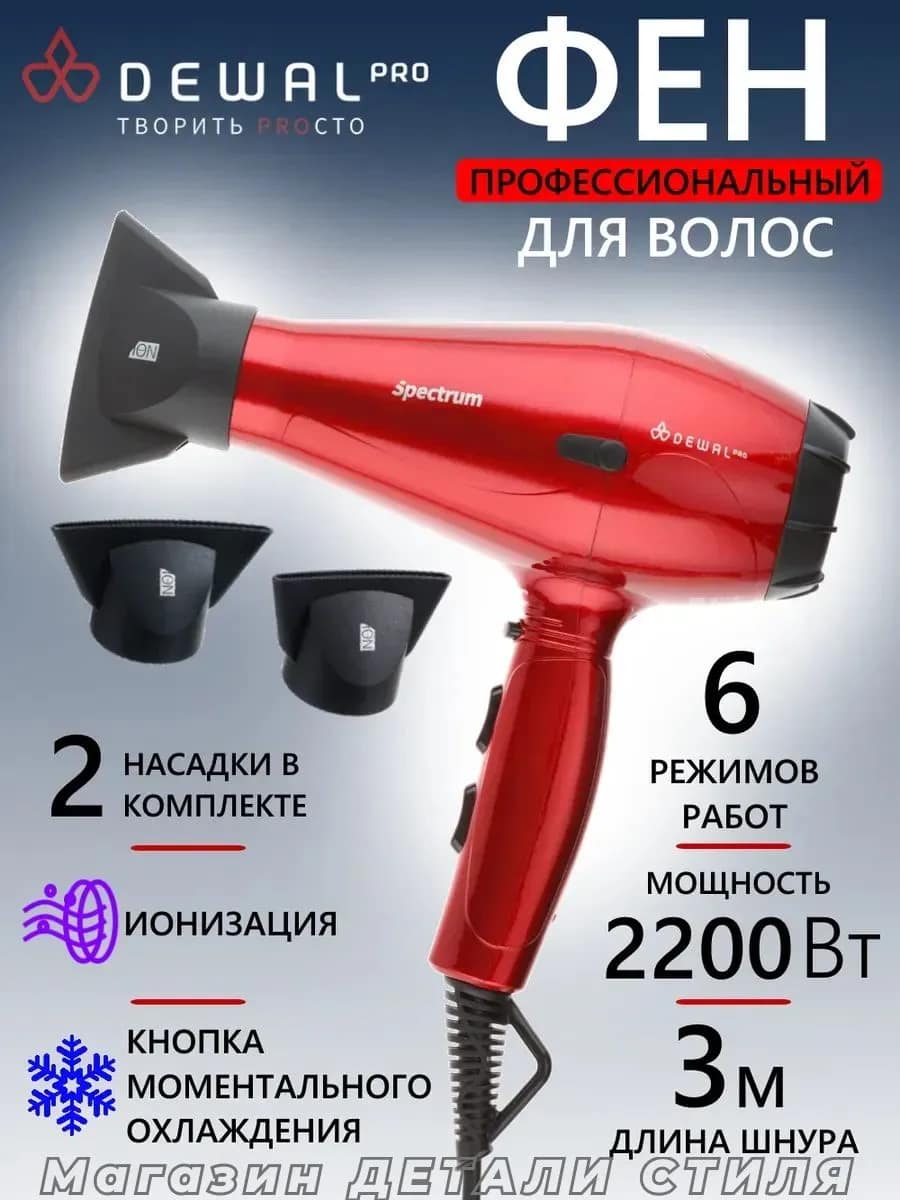 DEWAL PRO
ТВОРИТЬ PROСТО
ФЕН
ПРОФЕССИОНАЛЬНЫЙ
ДЛЯ ВОЛОС
ION
Spectrum
DEWAL PRO
ION
ION
2 НАСАДКИ В
КОМПЛЕКТЕ
ИОНИЗАЦИЯ
КНОПКА
МОМЕНТАЛЬНОГО
ОХЛАЖДЕНИЯ
6
РЕЖИМОВ
РАБОТ
МОЩНОСТЬ
2200 Вт
3 м
ДЛИНА ШНУРА
Магазин ДЕТАЛИ СТИЛЯ